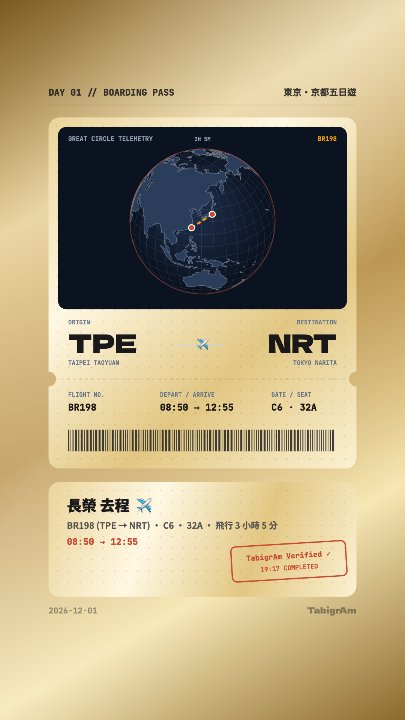 DAY 01 // BOARDING PASS
東京・京都五日遊
GREAT CIRCLE TELEMETRY
3H 5M
BR198
ORIGIN
DESTINATION
TPE ✈️ NRT
TAIPEI TAOYUAN
TOKYO NARITA
FLIGHT NO.
DEPART / ARRIVE
GATE / SEAT
BR198
08:50 → 12:55
C6 · 32A
長榮 去程 ✈️
BR198 (TPE → NRT) • C6 • 32A • 飛行 3 小時 5 分
08:50 → 12:55
TabigrAm Verified ✓
19:27 COMPLETED
2026-12-01
TabigrAm